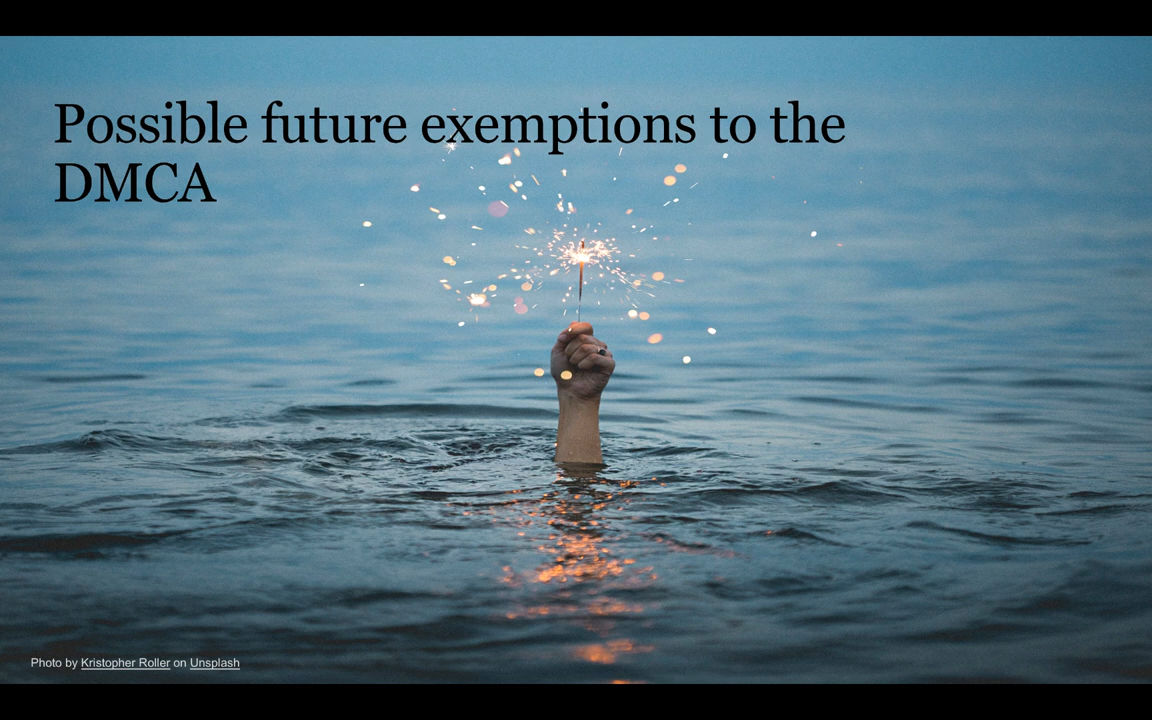 Possible future exemptions to the
DMCA
Photo by Kristopher Roller on Unsplash